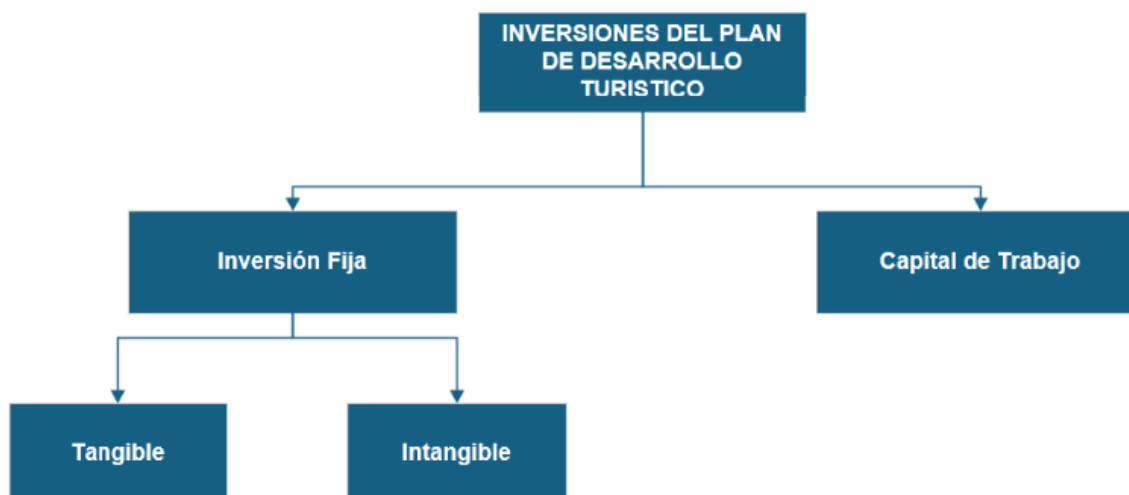 INVERSIONES DEL PLAN
DE DESARROLLO
TURISTICO
Inversión Fija
Capital de Trabajo
Tangible
Intangible